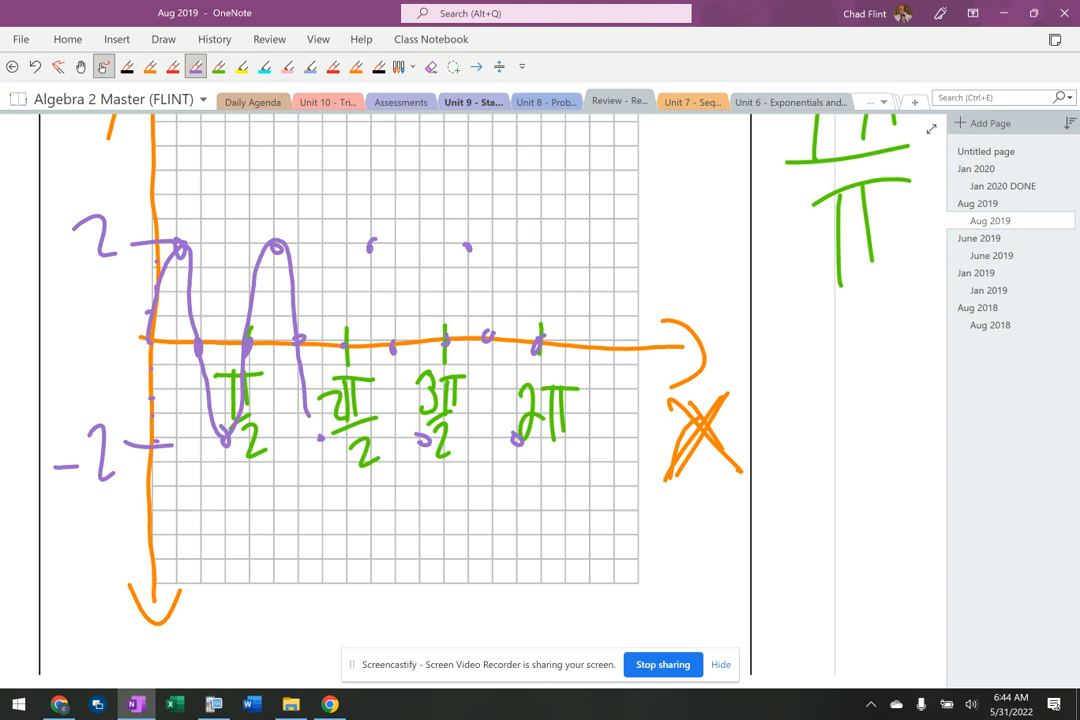 Aug 2019 - OneNote
Search (Alt+Q)
Chad Flint
File Home Insert Draw History Review View Help Class Notebook
Algebra 2 Master (FLINT)
Daily Agenda
Unit 10 - Tri...
Assessments
Unit 9 - Sta...
Unit 8 - Prob...
Review - Re...
Unit 7 - Seq...
Unit 6 - Exponentials and...
...
Search (Ctrl+E)
Add Page
Untitled page
Jan 2020
Jan 2020 DONE
Aug 2019
Aug 2019
June 2019
June 2019
Jan 2019
Jan 2019
Aug 2018
Aug 2018
π
2
-2
π/2
2π/2
3π/2
2π
x
Screencastify - Screen Video Recorder is sharing your screen.
Stop sharing
Hide
6:44 AM
5/31/2022